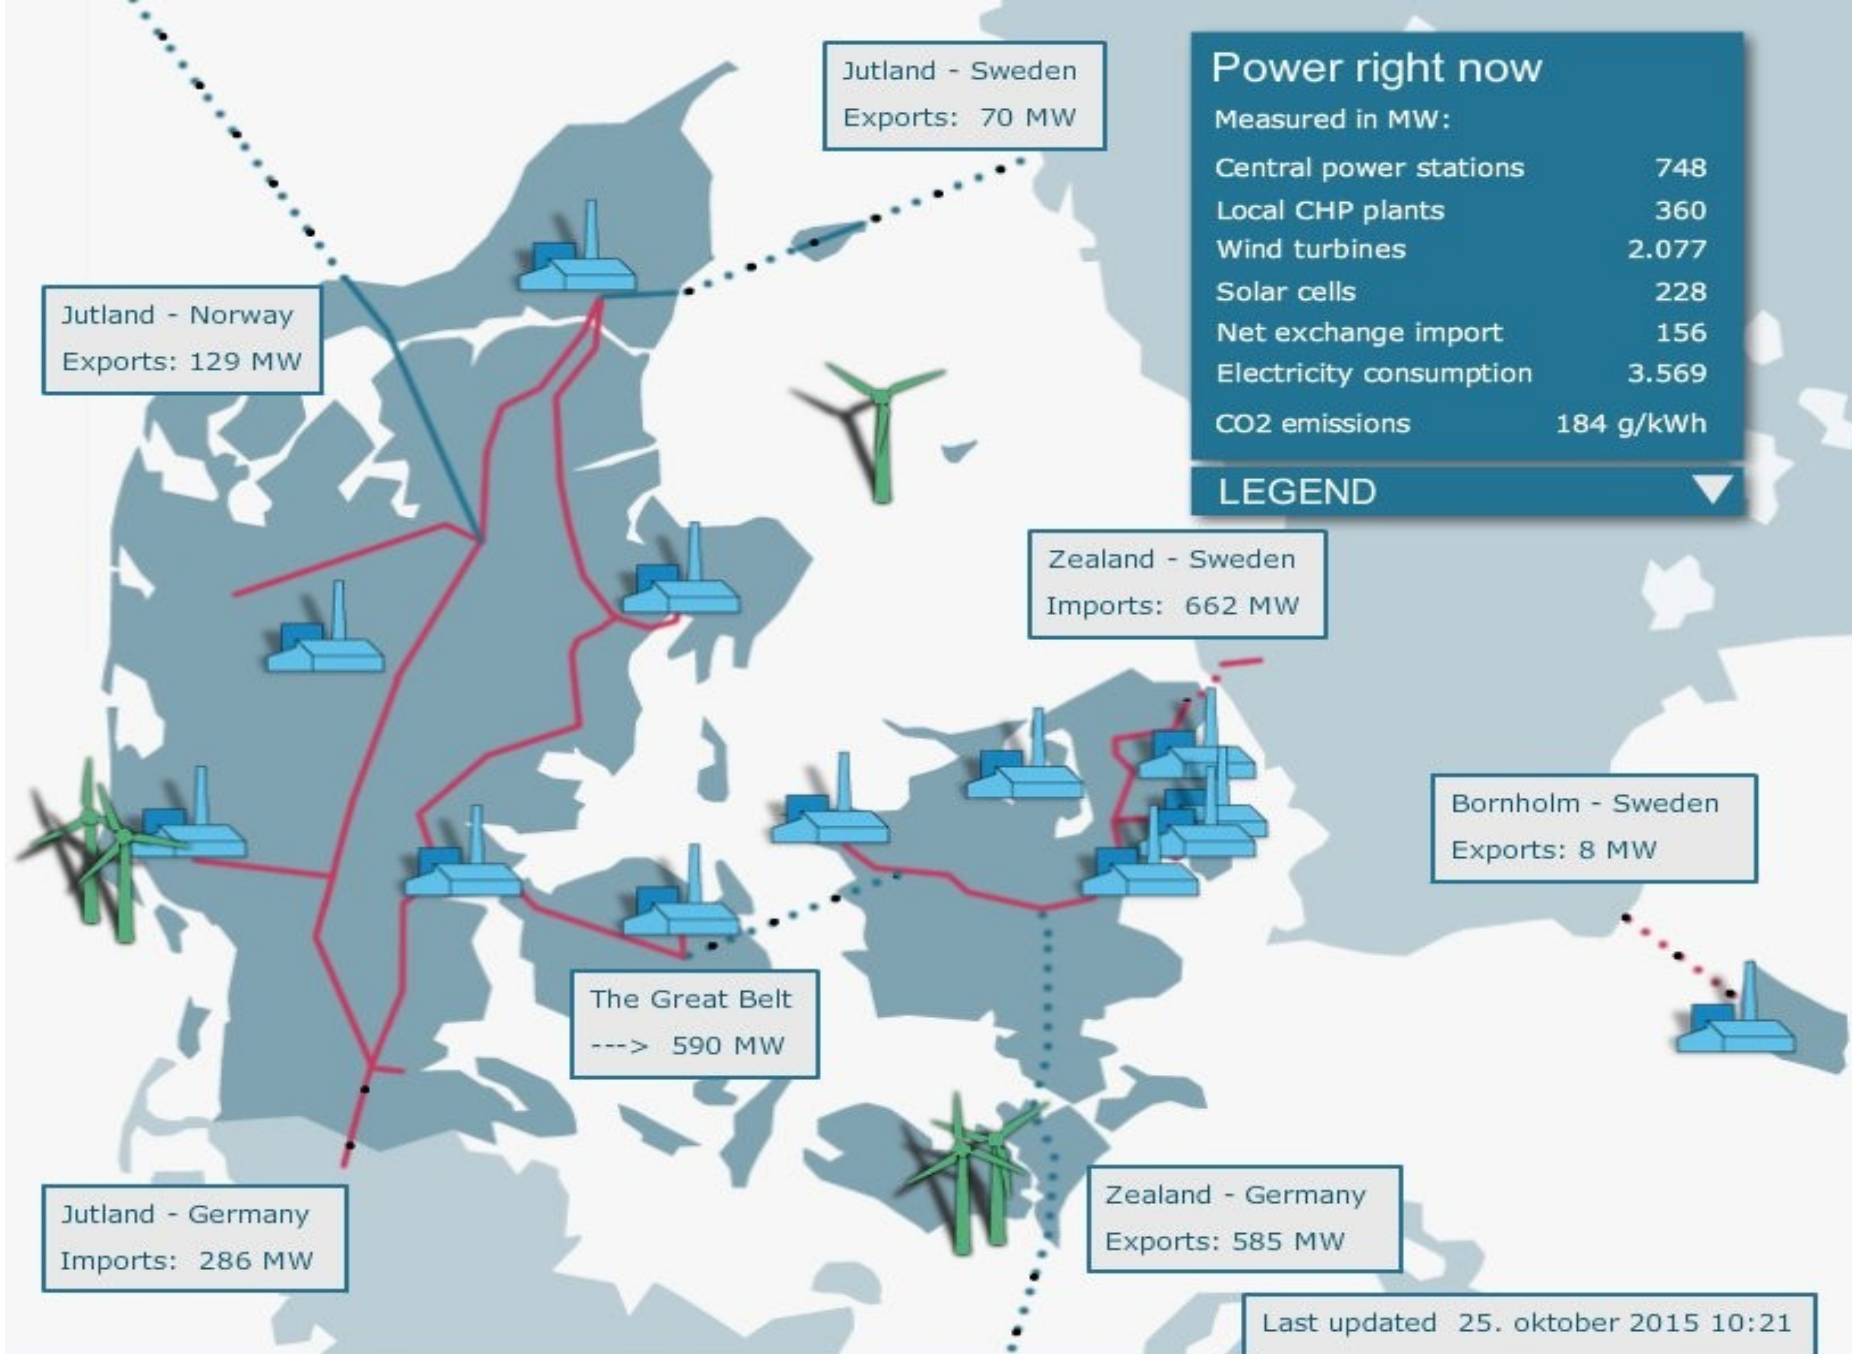 Jutland - Sweden
Exports: 70 MW
Power right now
Measured in MW:
Central power stations 748
Local CHP plants 360
Wind turbines 2.077
Solar cells 228
Net exchange import 156
Electricity consumption 3.569
CO2 emissions 184 g/kWh
LEGEND
Jutland - Norway
Exports: 129 MW
Zealand - Sweden
Imports: 662 MW
Bornholm - Sweden
Exports: 8 MW
The Great Belt
---> 590 MW
Jutland - Germany
Imports: 286 MW
Zealand - Germany
Exports: 585 MW
Last updated 25. oktober 2015 10:21